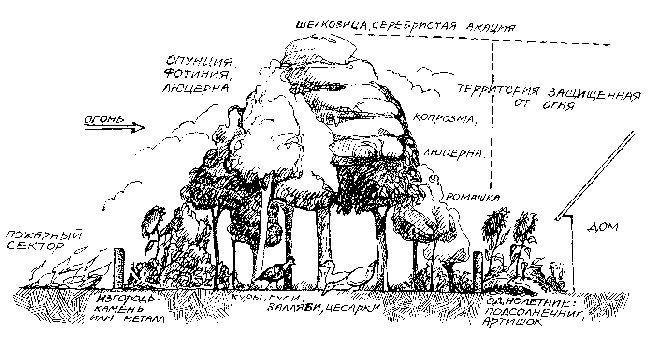 ШЕЛКОВИЦА, СЕРЕБРИСТАЯ АКАЦИЯ
ОПУНЦИЯ,
ФОТИНИЯ,
ЛЮЦЕРНА
ТЕРРИТОРИЯ ЗАЩИЩЕННАЯ
ОТ ОГНЯ
ОГОНЬ
КОПРОЗМА,
ЛЮЦЕРНА,
РОМАШКА
ПОЖАРНЫЙ
СЕКТОР
ДОМ
ИЗГОРОДЬ:
КАМЕНЬ
ИЛИ МЕТАЛ
КУРЫ, ГУСИ,
ВАЛЛАБИ, ЦЕСАРКИ
ОДНОЛЕТНИЕ:
ПОДСОЛНЕЧНИК,
АРТИШОК